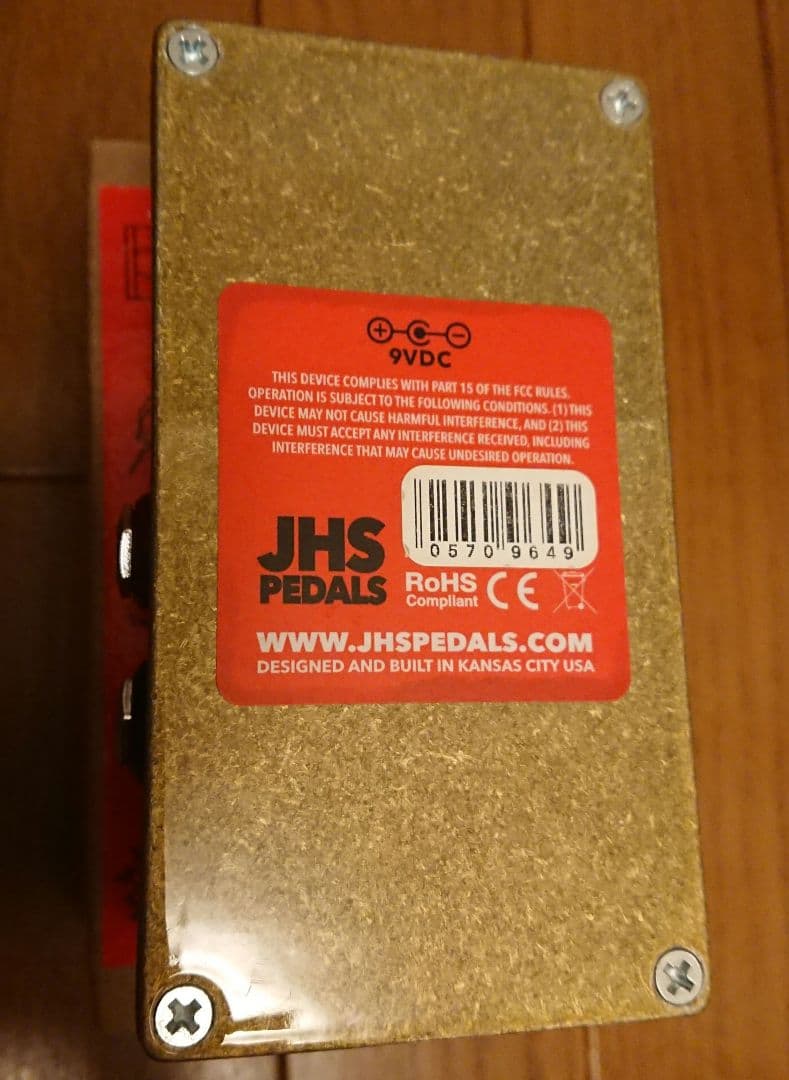 9VDC
THIS DEVICE COMPLIES WITH PART 15 OF THE FCC RULES.
OPERATION IS SUBJECT TO THE FOLLOWING CONDITIONS. (1) THIS
DEVICE MAY NOT CAUSE HARMFUL INTERFERENCE, AND (2) THIS
DEVICE MUST ACCEPT ANY INTERFERENCE RECEIVED, INCLUDING
INTERFERENCE THAT MAY CAUSE UNDESIRED OPERATION.
0570 9649
JHS
PEDALS
RoHS
Compliant
CE
WWW.JHSPEDALS.COM
DESIGNED AND BUILT IN KANSAS CITY USA